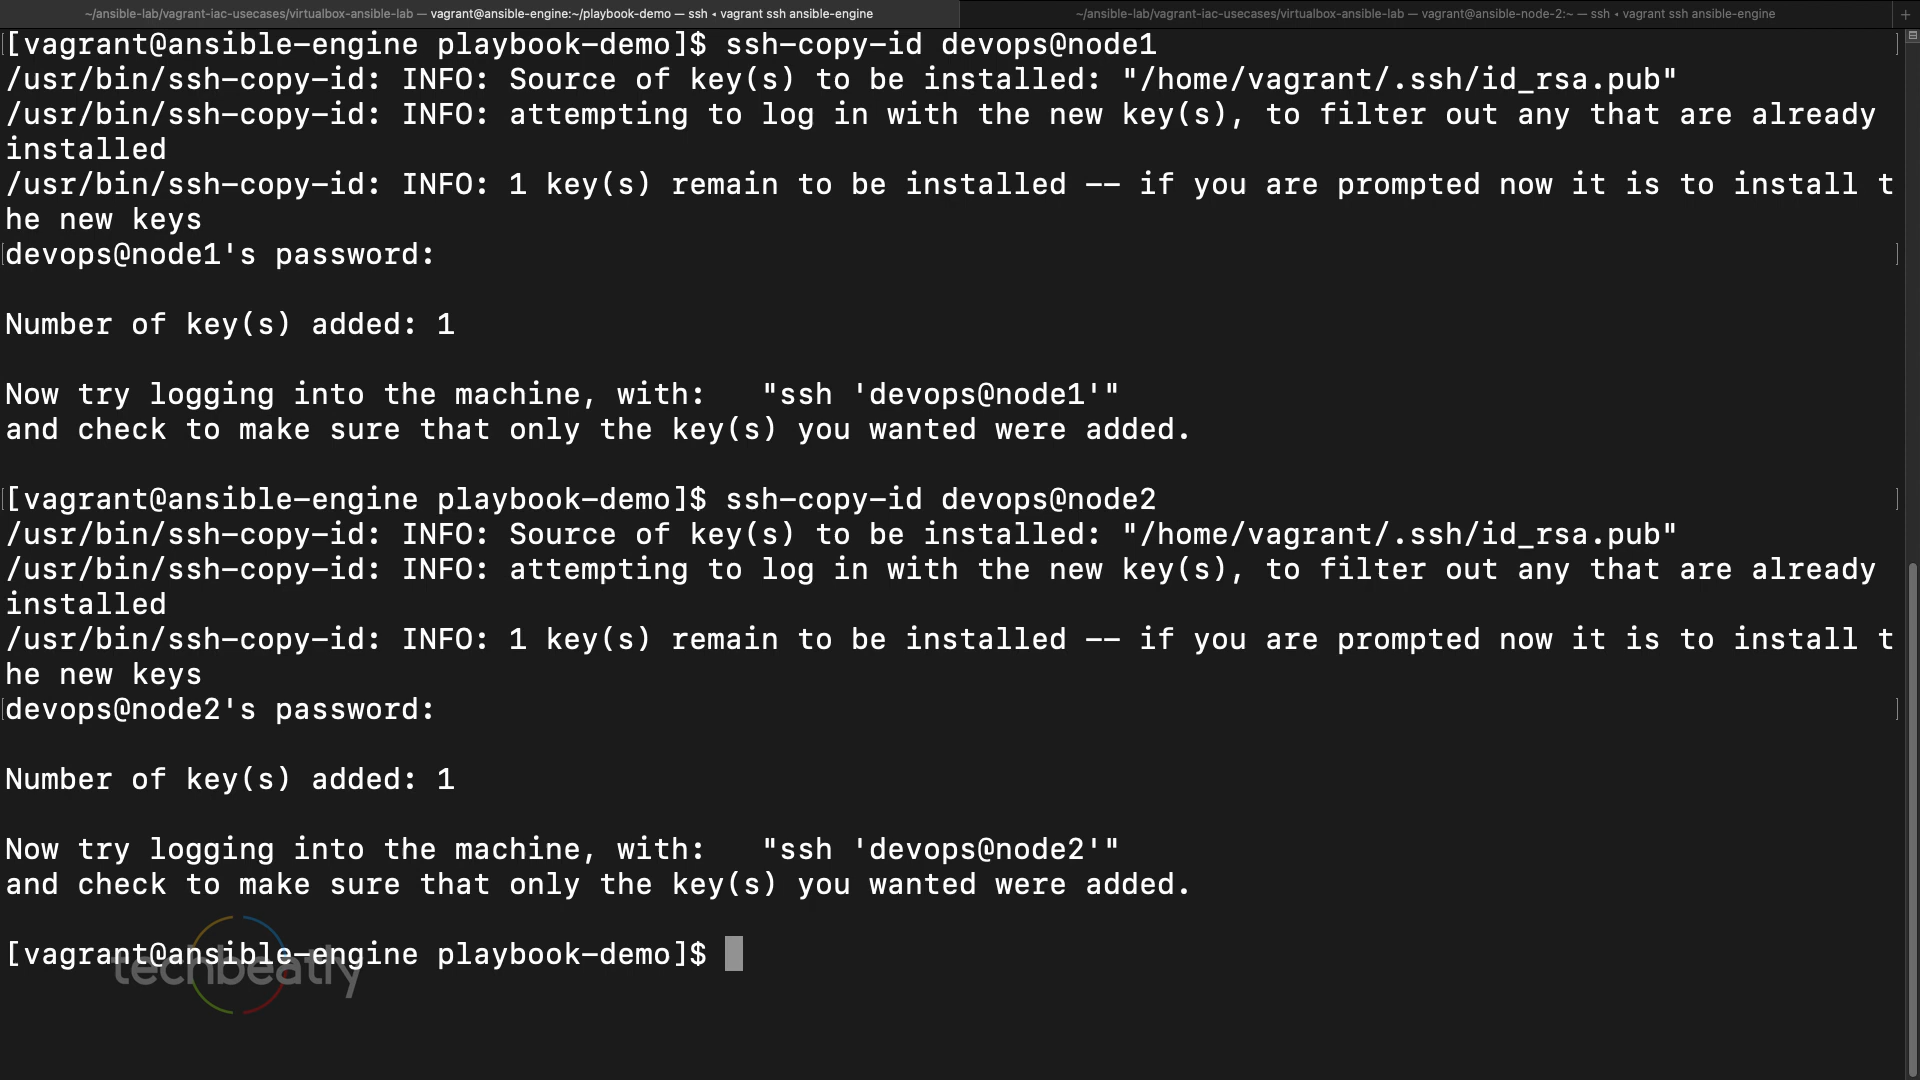 ~/ansible-lab/vagrant-iac-usecases/virtualbox-ansible-lab — vagrant@ansible-engine:~/playbook-demo — ssh ◂ vagrant ssh ansible-engine
~/ansible-lab/vagrant-iac-usecases/virtualbox-ansible-lab — vagrant@ansible-node-2:~ — ssh ◂ vagrant ssh ansible-engine
[vagrant@ansible-engine playbook-demo]$ ssh-copy-id devops@node1
/usr/bin/ssh-copy-id: INFO: Source of key(s) to be installed: "/home/vagrant/.ssh/id_rsa.pub"
/usr/bin/ssh-copy-id: INFO: attempting to log in with the new key(s), to filter out any that are already
installed
/usr/bin/ssh-copy-id: INFO: 1 key(s) remain to be installed -- if you are prompted now it is to install t
he new keys
devops@node1's password:
Number of key(s) added: 1
Now try logging into the machine, with:   "ssh 'devops@node1'"
and check to make sure that only the key(s) you wanted were added.
[vagrant@ansible-engine playbook-demo]$ ssh-copy-id devops@node2
/usr/bin/ssh-copy-id: INFO: Source of key(s) to be installed: "/home/vagrant/.ssh/id_rsa.pub"
/usr/bin/ssh-copy-id: INFO: attempting to log in with the new key(s), to filter out any that are already
installed
/usr/bin/ssh-copy-id: INFO: 1 key(s) remain to be installed -- if you are prompted now it is to install t
he new keys
devops@node2's password:
Number of key(s) added: 1
Now try logging into the machine, with:   "ssh 'devops@node2'"
and check to make sure that only the key(s) you wanted were added.
[vagrant@ansible-engine playbook-demo]$
techbeatly